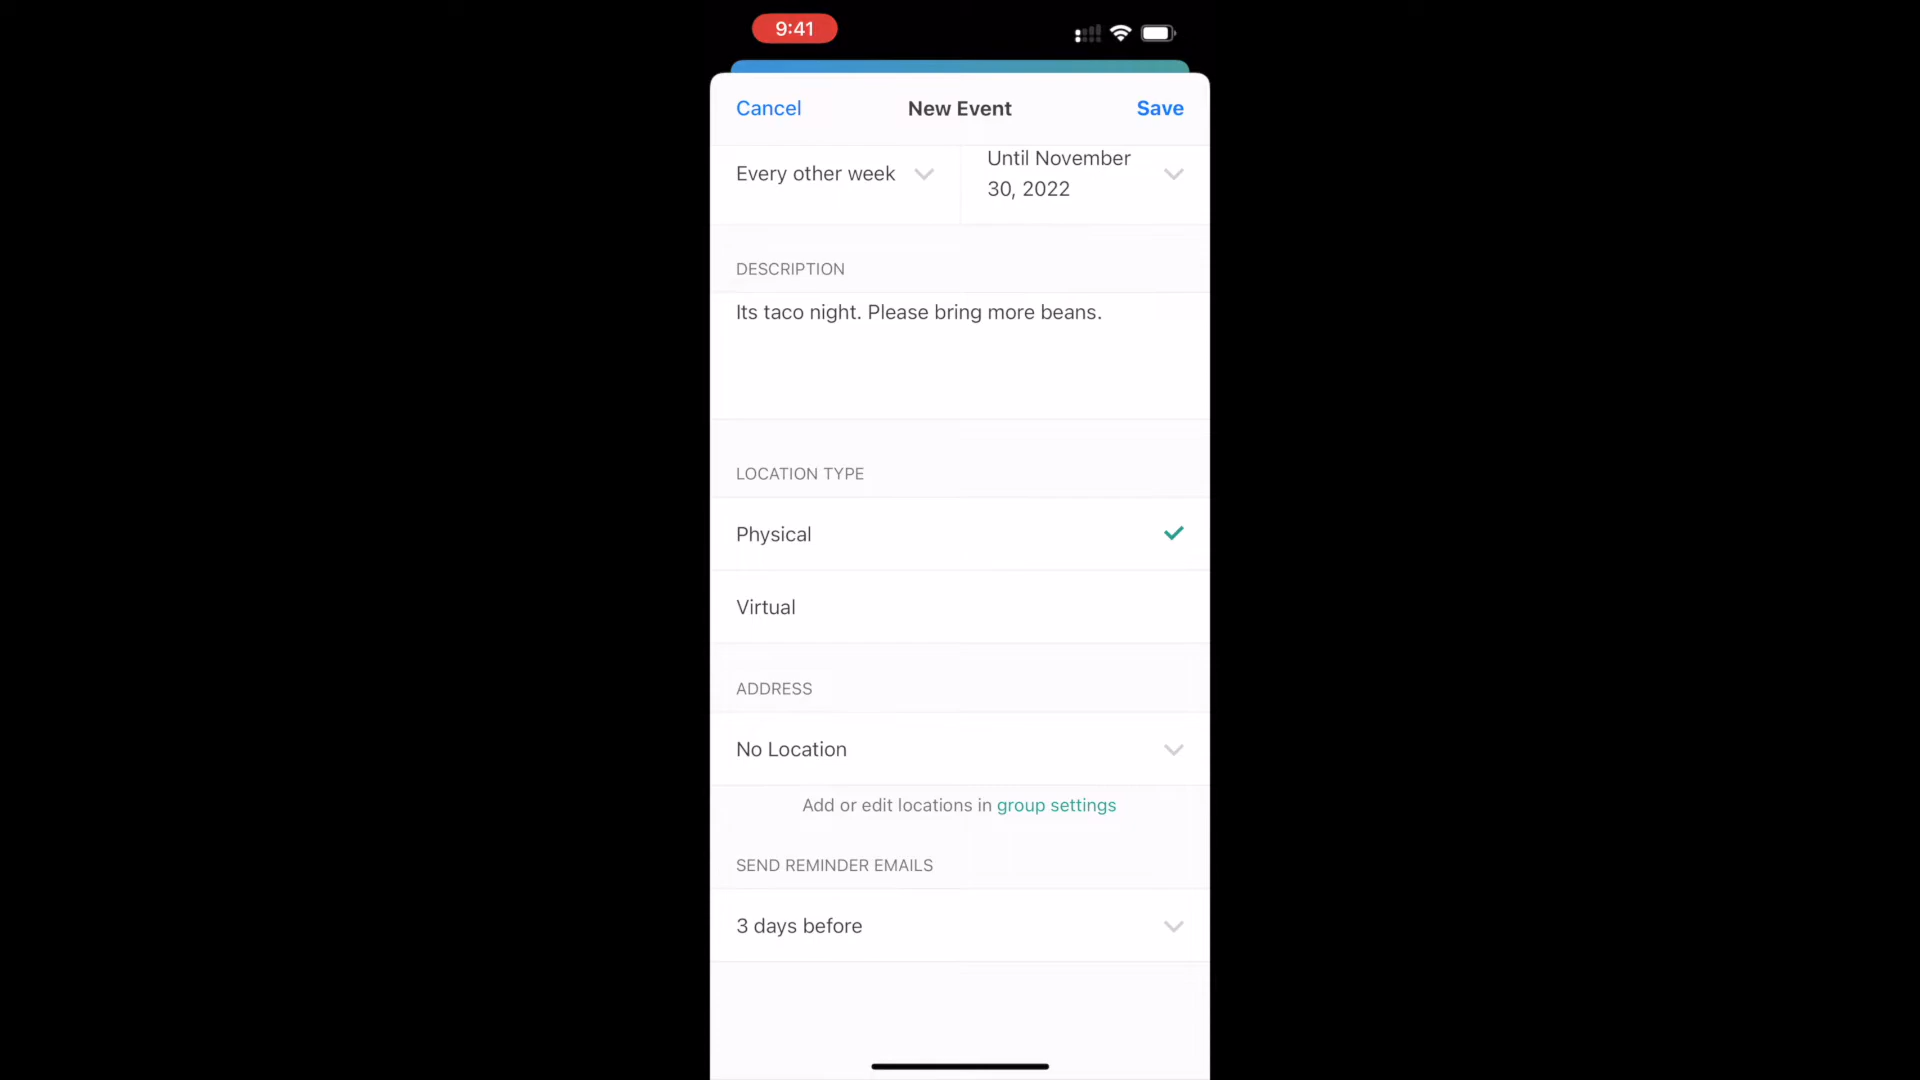 9:41
Cancel
New Event
Save
Every other week
Until November
30, 2022
DESCRIPTION
Its taco night. Please bring more beans.
LOCATION TYPE
Physical
Virtual
ADDRESS
No Location
Add or edit locations in group settings
SEND REMINDER EMAILS
3 days before